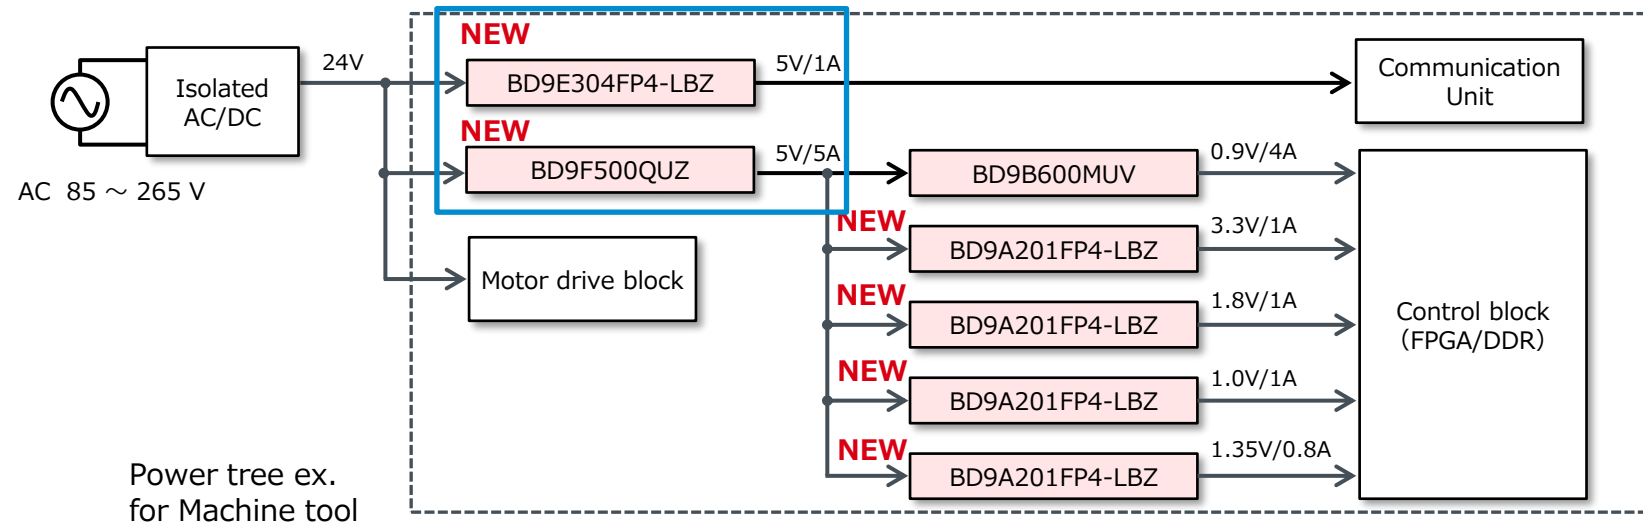 NEW
24V
BD9E304FP4-LBZ
5V/1A
Communication
Unit
Isolated
AC/DC
NEW
BD9F500QUZ
5V/5A
BD9B600MUV
0.9V/4A
AC 85 ～ 265 V
NEW
BD9A201FP4-LBZ
3.3V/1A
Motor drive block
NEW
BD9A201FP4-LBZ
1.8V/1A
Control block
（FPGA/DDR）
NEW
BD9A201FP4-LBZ
1.0V/1A
NEW
BD9A201FP4-LBZ
1.35V/0.8A
Power tree ex.
for Machine tool